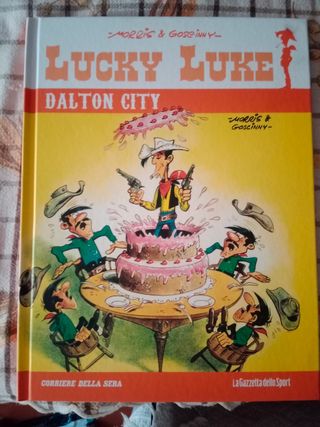 MORRIS & GOSCINNY
LUCKY LUKE
DALTON CITY
MORRIS &
GOSCINNY
CORRIERE DELLA SERA
La Gazzetta dello Sport